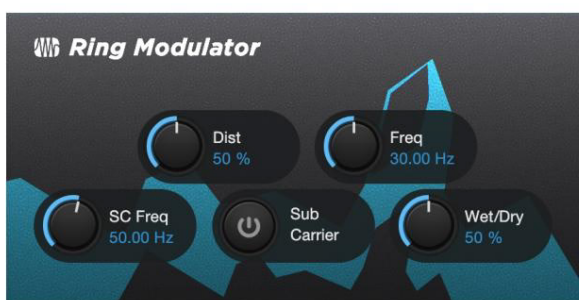 Ring Modulator
Dist
50 %
Freq
30.00 Hz
SC Freq
50.00 Hz
Sub
Carrier
Wet/Dry
50 %